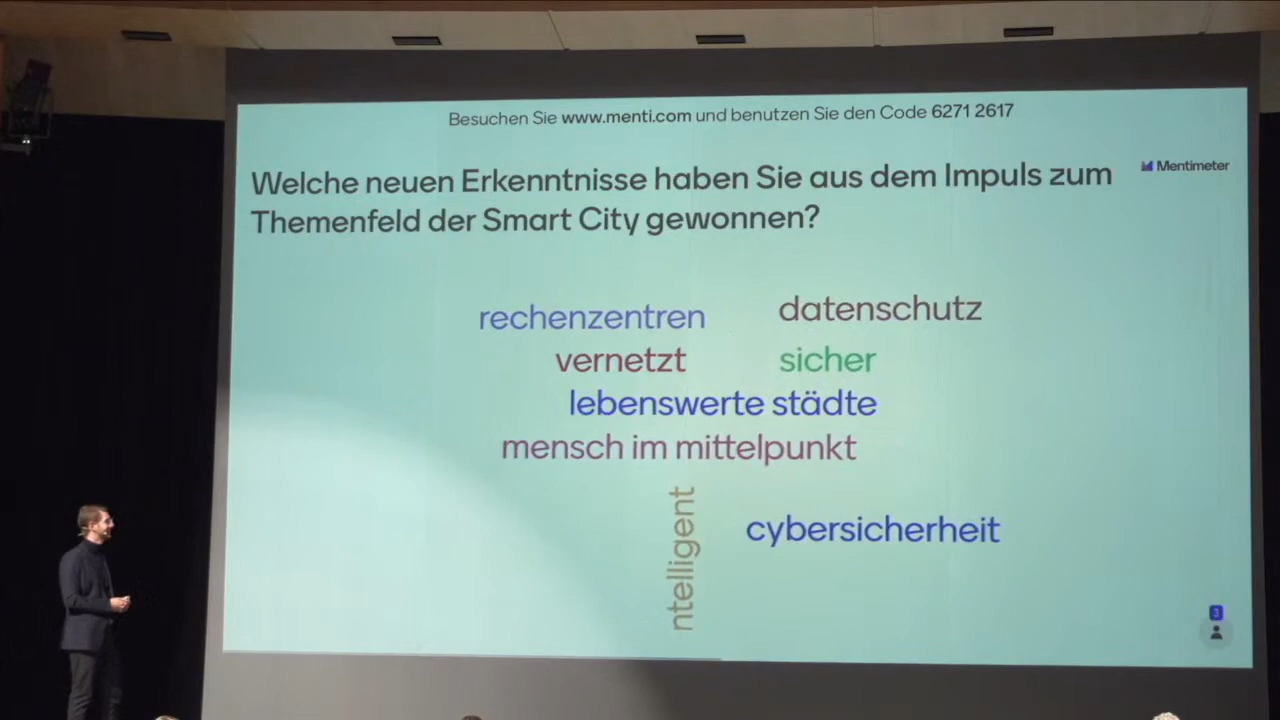 Besuchen Sie www.menti.com und benutzen Sie den Code 6271 2617
Mentimeter
Welche neuen Erkenntnisse haben Sie aus dem Impuls zum
Themenfeld der Smart City gewonnen?
rechenzentren
datenschutz
vernetzt
sicher
lebenswerte städte
mensch im mittelpunkt
ntelligent
cybersicherheit
3